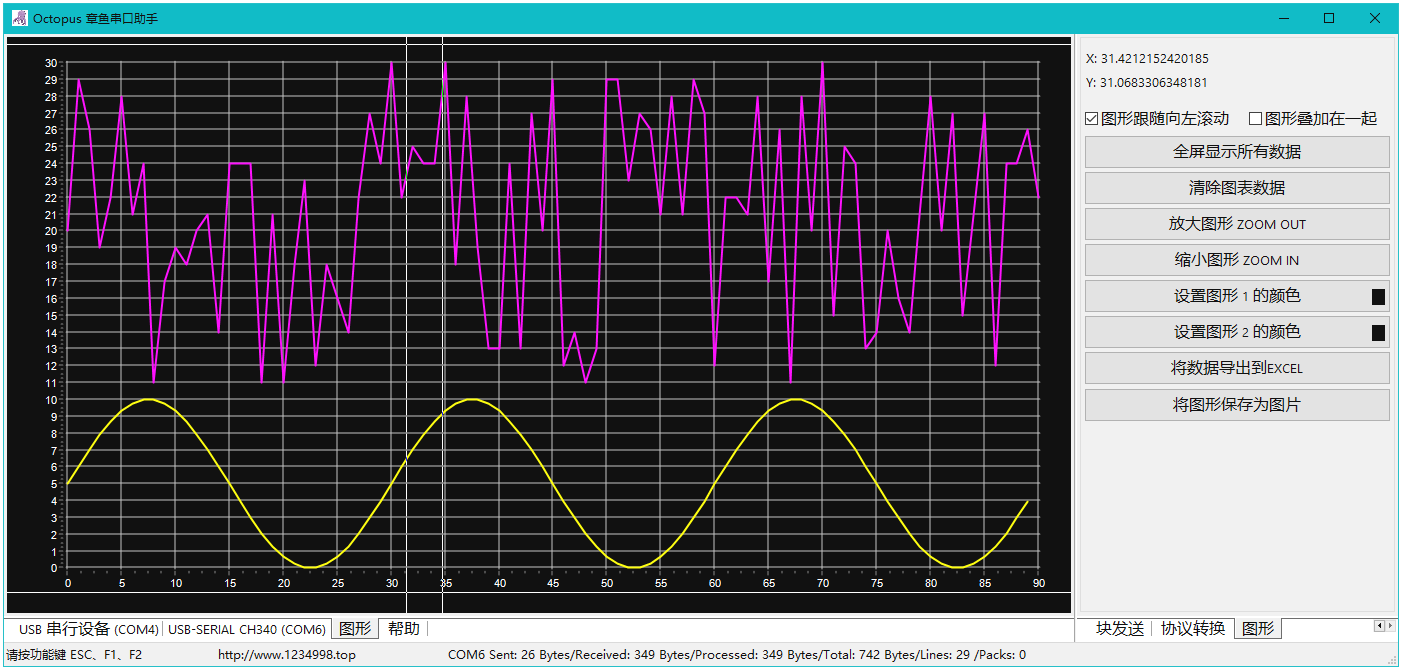 Octopus 章鱼串口助手
30
29
28
27
26
25
24
23
22
21
20
19
18
17
16
15
14
13
12
11
10
9
8
7
6
5
4
3
2
1
0
0 5 10 15 20 25 30 35 40 45 50 55 60 65 70 75 80 85 90
X: 31.4212152420185
Y: 31.0683306348181
图形跟随向左滚动 图形叠加在一起
全屏显示所有数据
清除图表数据
放大图形 ZOOM OUT
缩小图形 ZOOM IN
设置图形 1 的颜色
设置图形 2 的颜色
将数据导出到EXCEL
将图形保存为图片
USB 串行设备 (COM4) USB-SERIAL CH340 (COM6) 图形 帮助
块发送 协议转换 图形
请按功能键 ESC、F1、F2 http://www.1234998.top COM6 Sent: 26 Bytes/Received: 349 Bytes/Processed: 349 Bytes/Total: 742 Bytes/Lines: 29 /Packs: 0